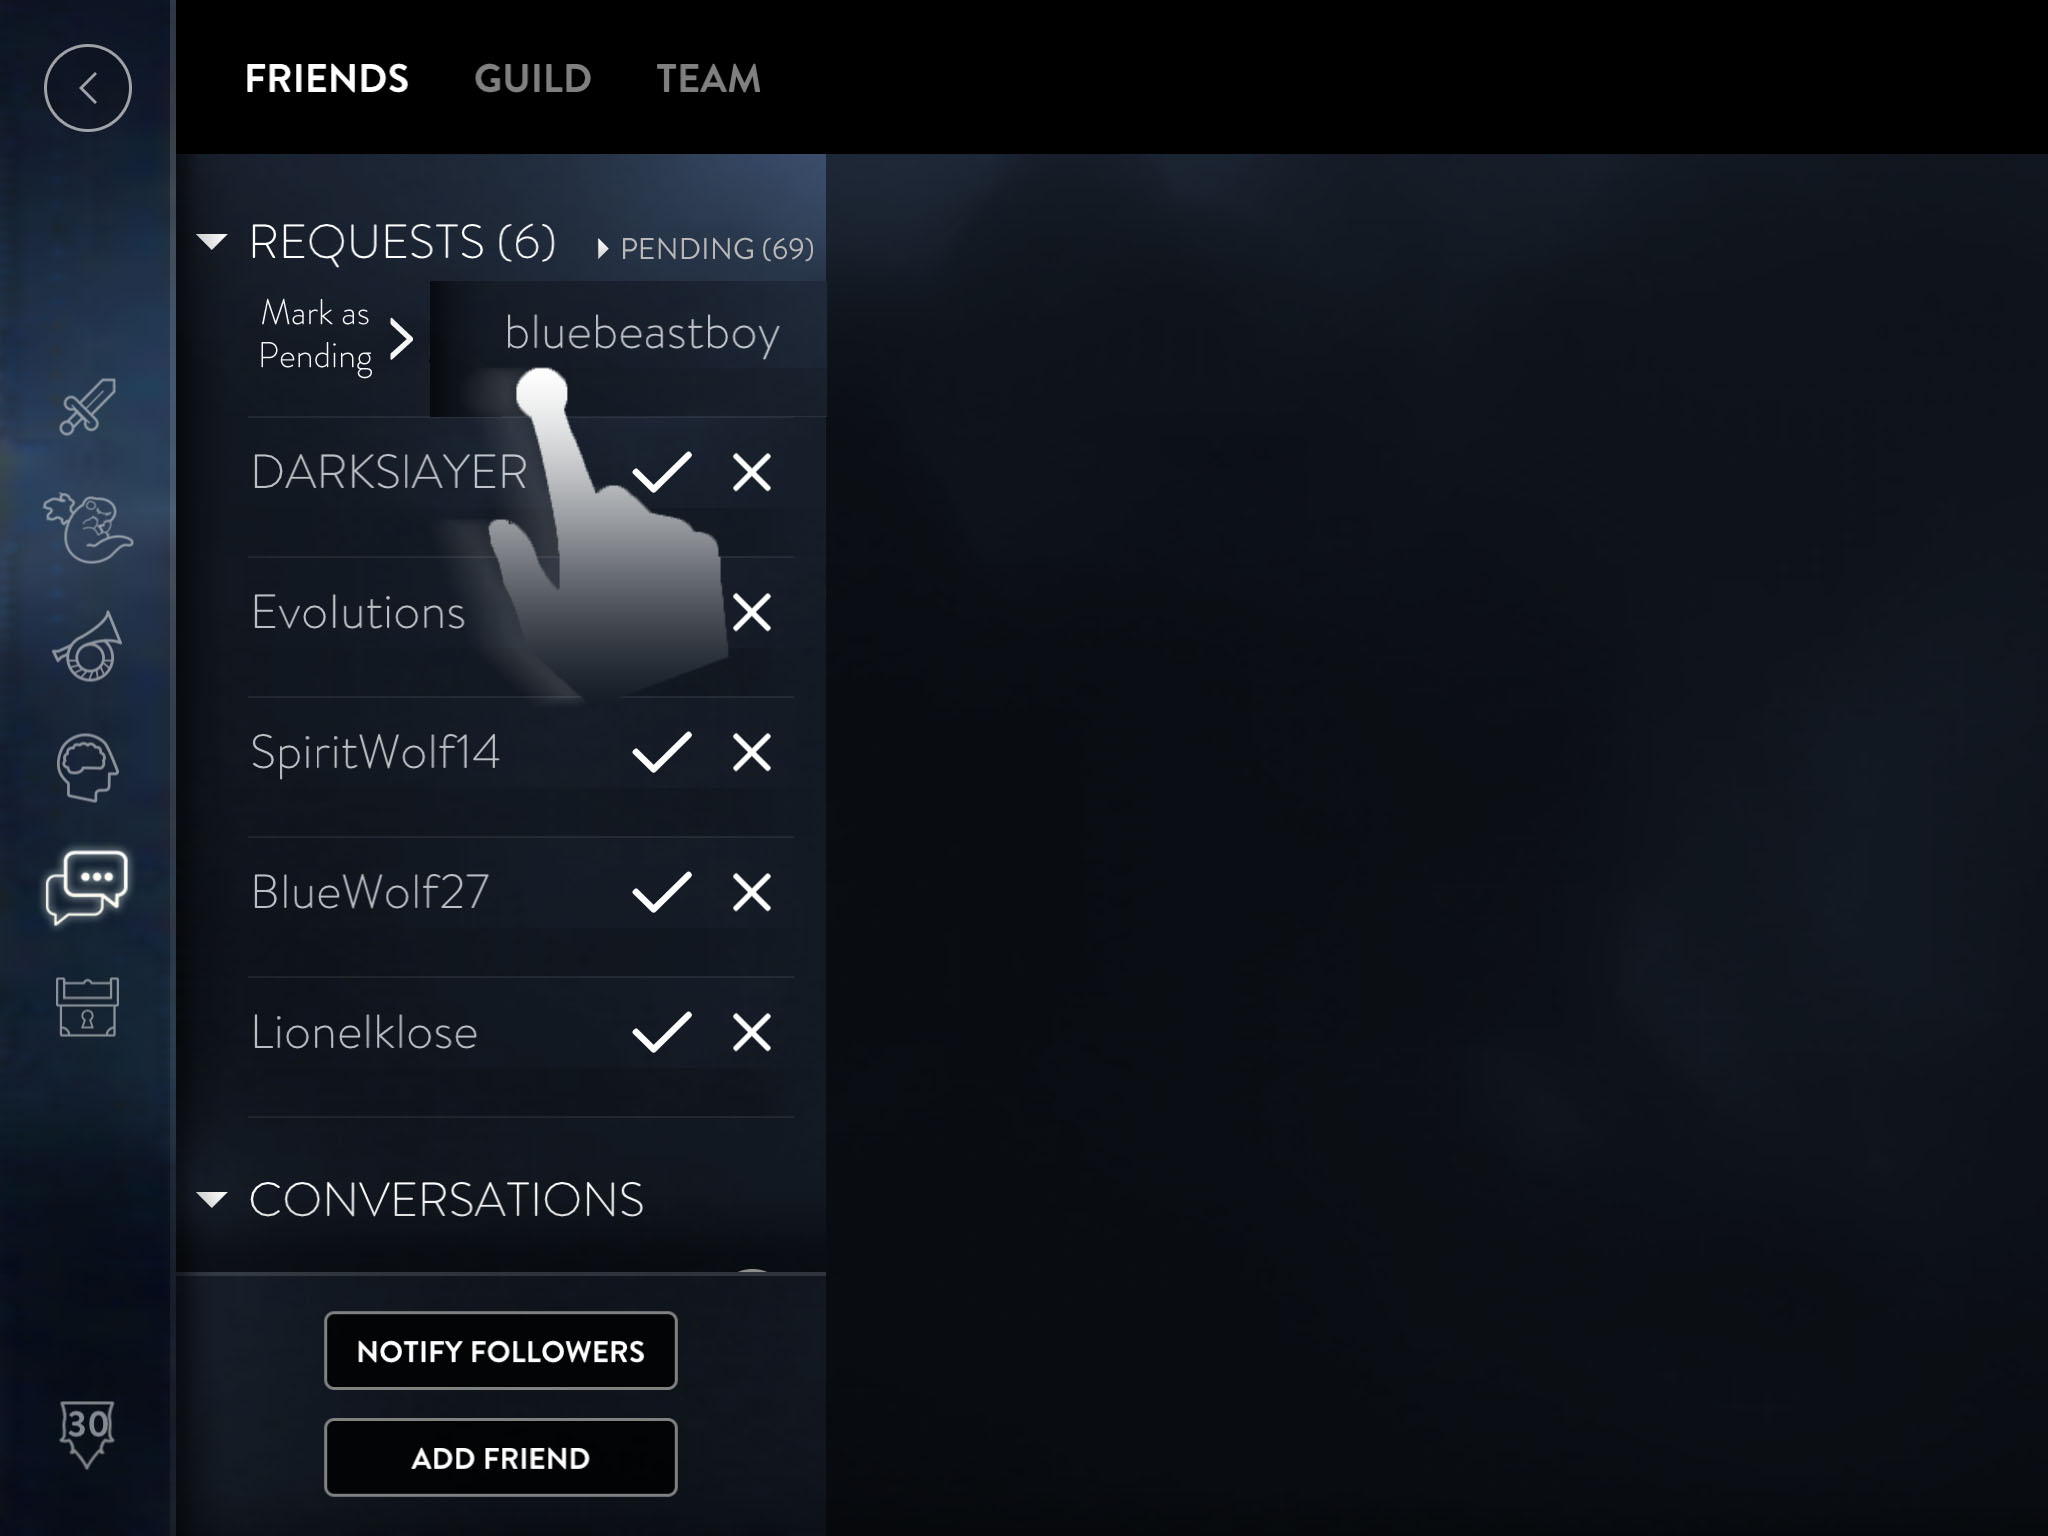 FRIENDS GUILD TEAM
REQUESTS (6) PENDING (69)
Mark as
Pending
bluebeastboy
DARKSIAYER
Evolutions
SpiritWolf14
BlueWolf27
Lionelklose
CONVERSATIONS
NOTIFY FOLLOWERS
ADD FRIEND
30